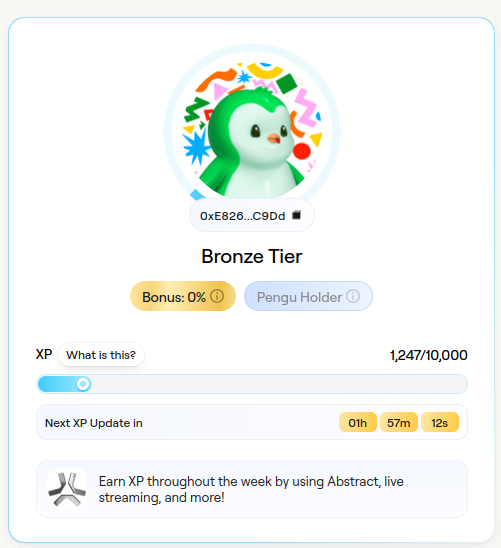 0xE826...C9Dd
Bronze Tier
Bonus: 0%
Pengu Holder
XP What is this? 1,247/10,000
Next XP Update in 01h 57m 12s
Earn XP throughout the week by using Abstract, live
streaming, and more!